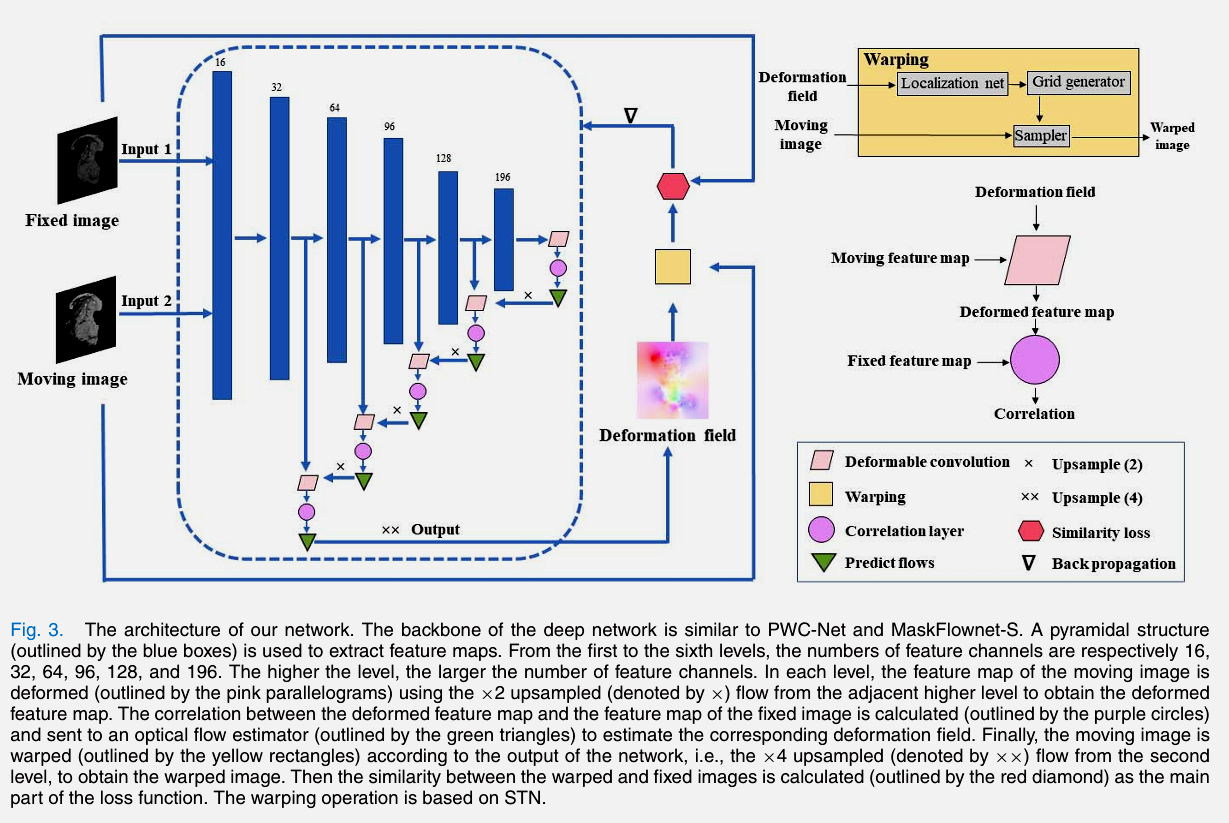 16
32
64
96
128
196
Input 1
Fixed image
Input 2
Moving image
×
×
×
×
×× Output
∇
Deformation field
Warping
Deformation field
Localization net
Grid generator
Moving image
Sampler
Warped image
Deformation field
Moving feature map
Deformed feature map
Fixed feature map
Correlation
Deformable convolution
× Upsample (2)
Warping
×× Upsample (4)
Correlation layer
Similarity loss
Predict flows
∇ Back propagation
Fig. 3. The architecture of our network. The backbone of the deep network is similar to PWC-Net and MaskFlownet-S. A pyramidal structure
(outlined by the blue boxes) is used to extract feature maps. From the first to the sixth levels, the numbers of feature channels are respectively 16,
32, 64, 96, 128, and 196. The higher the level, the larger the number of feature channels. In each level, the feature map of the moving image is
deformed (outlined by the pink parallelograms) using the ×2 upsampled (denoted by ×) flow from the adjacent higher level to obtain the deformed
feature map. The correlation between the deformed feature map and the feature map of the fixed image is calculated (outlined by the purple circles)
and sent to an optical flow estimator (outlined by the green triangles) to estimate the corresponding deformation field. Finally, the moving image is
warped (outlined by the yellow rectangles) according to the output of the network, i.e., the ×4 upsampled (denoted by ××) flow from the second
level, to obtain the warped image. Then the similarity between the warped and fixed images is calculated (outlined by the red diamond) as the main
part of the loss function. The warping operation is based on STN.